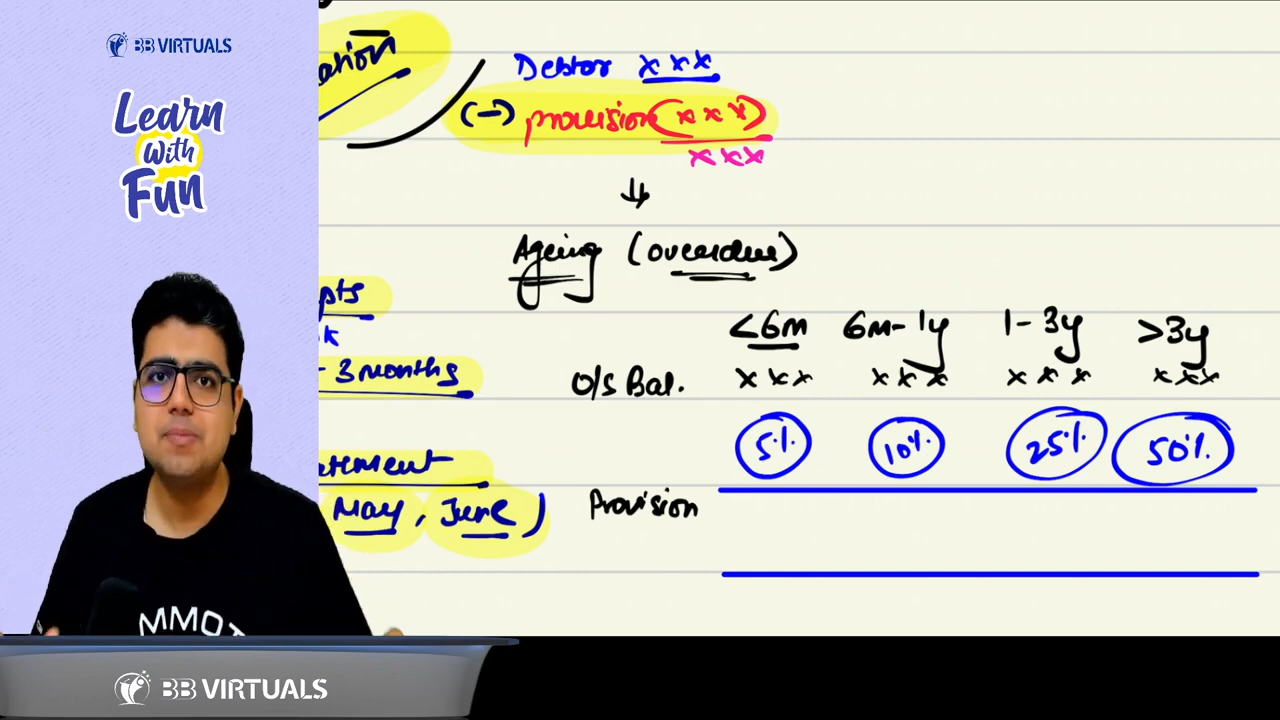 BB VIRTUALS
Learn
With
Fun
ation
Debtor xxx
(-) provision (xxx)
xxx
Ageing (overdue)
<6m 6m-1y 1-3y >3y
O/S Bal. xxx xxx xxx xxx
5% 10% 25% 50%
Provision
pts
k
- 3 months
atement
May, June)
MMOT
BB VIRTUALS